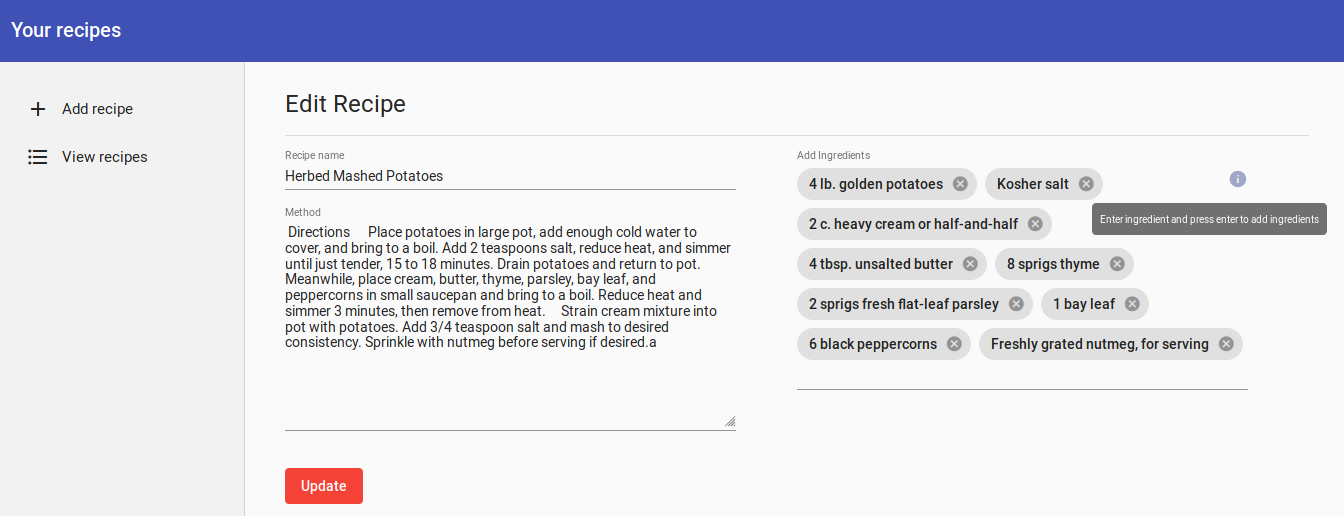 Your recipes
Add recipe
View recipes
Edit Recipe
Recipe name
Herbed Mashed Potatoes
Method
Directions Place potatoes in large pot, add enough cold water to
cover, and bring to a boil. Add 2 teaspoons salt, reduce heat, and simmer
until just tender, 15 to 18 minutes. Drain potatoes and return to pot.
Meanwhile, place cream, butter, thyme, parsley, bay leaf, and
peppercorns in small saucepan and bring to a boil. Reduce heat and
simmer 3 minutes, then remove from heat. Strain cream mixture into
pot with potatoes. Add 3/4 teaspoon salt and mash to desired
consistency. Sprinkle with nutmeg before serving if desired.a
Update
Add Ingredients
4 lb. golden potatoes
Kosher salt
Enter ingredient and press enter to add ingredients
2 c. heavy cream or half-and-half
4 tbsp. unsalted butter
8 sprigs thyme
2 sprigs fresh flat-leaf parsley
1 bay leaf
6 black peppercorns
Freshly grated nutmeg, for serving